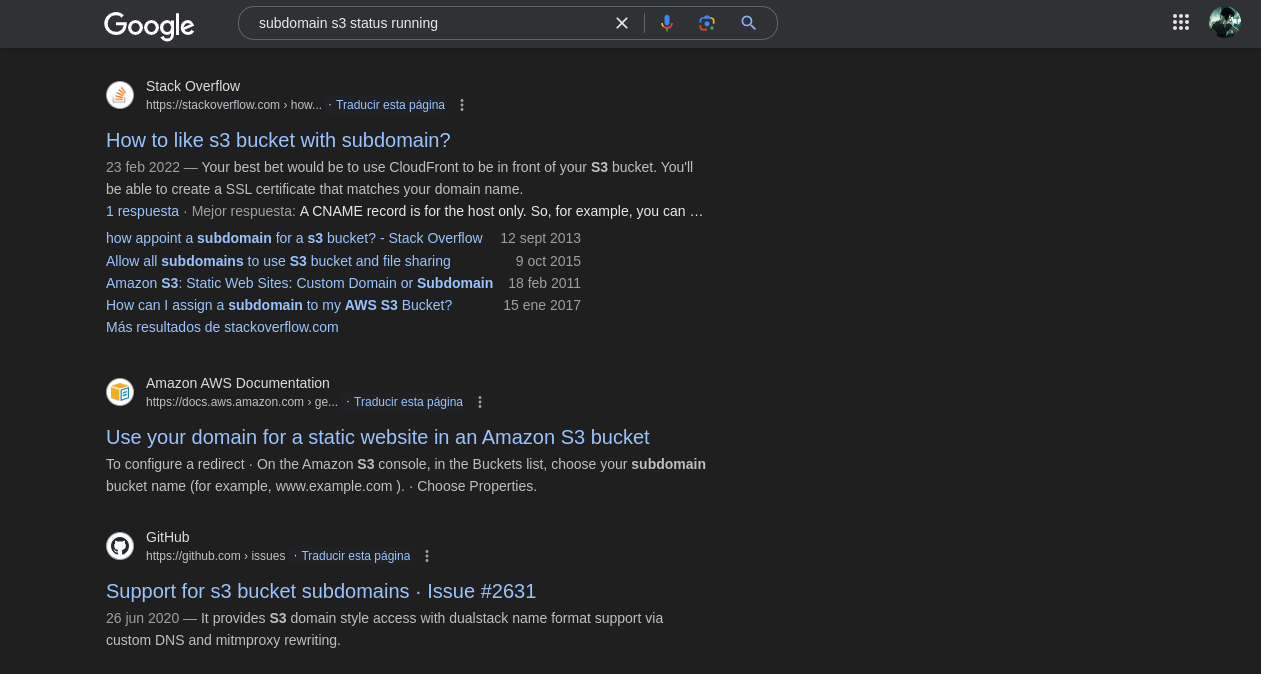 Google
subdomain s3 status running
Stack Overflow
https://stackoverflow.com › how... · Traducir esta página
How to like s3 bucket with subdomain?
23 feb 2022 — Your best bet would be to use CloudFront to be in front of your S3 bucket. You'll
be able to create a SSL certificate that matches your domain name.
1 respuesta · Mejor respuesta: A CNAME record is for the host only. So, for example, you can ...
how appoint a subdomain for a s3 bucket? - Stack Overflow 12 sept 2013
Allow all subdomains to use S3 bucket and file sharing 9 oct 2015
Amazon S3: Static Web Sites: Custom Domain or Subdomain 18 feb 2011
How can I assign a subdomain to my AWS S3 Bucket? 15 ene 2017
Más resultados de stackoverflow.com
Amazon AWS Documentation
https://docs.aws.amazon.com › ge... · Traducir esta página
Use your domain for a static website in an Amazon S3 bucket
To configure a redirect · On the Amazon S3 console, in the Buckets list, choose your subdomain
bucket name (for example, www.example.com ). · Choose Properties.
GitHub
https://github.com › issues · Traducir esta página
Support for s3 bucket subdomains · Issue #2631
26 jun 2020 — It provides S3 domain style access with dualstack name format support via
custom DNS and mitmproxy rewriting.